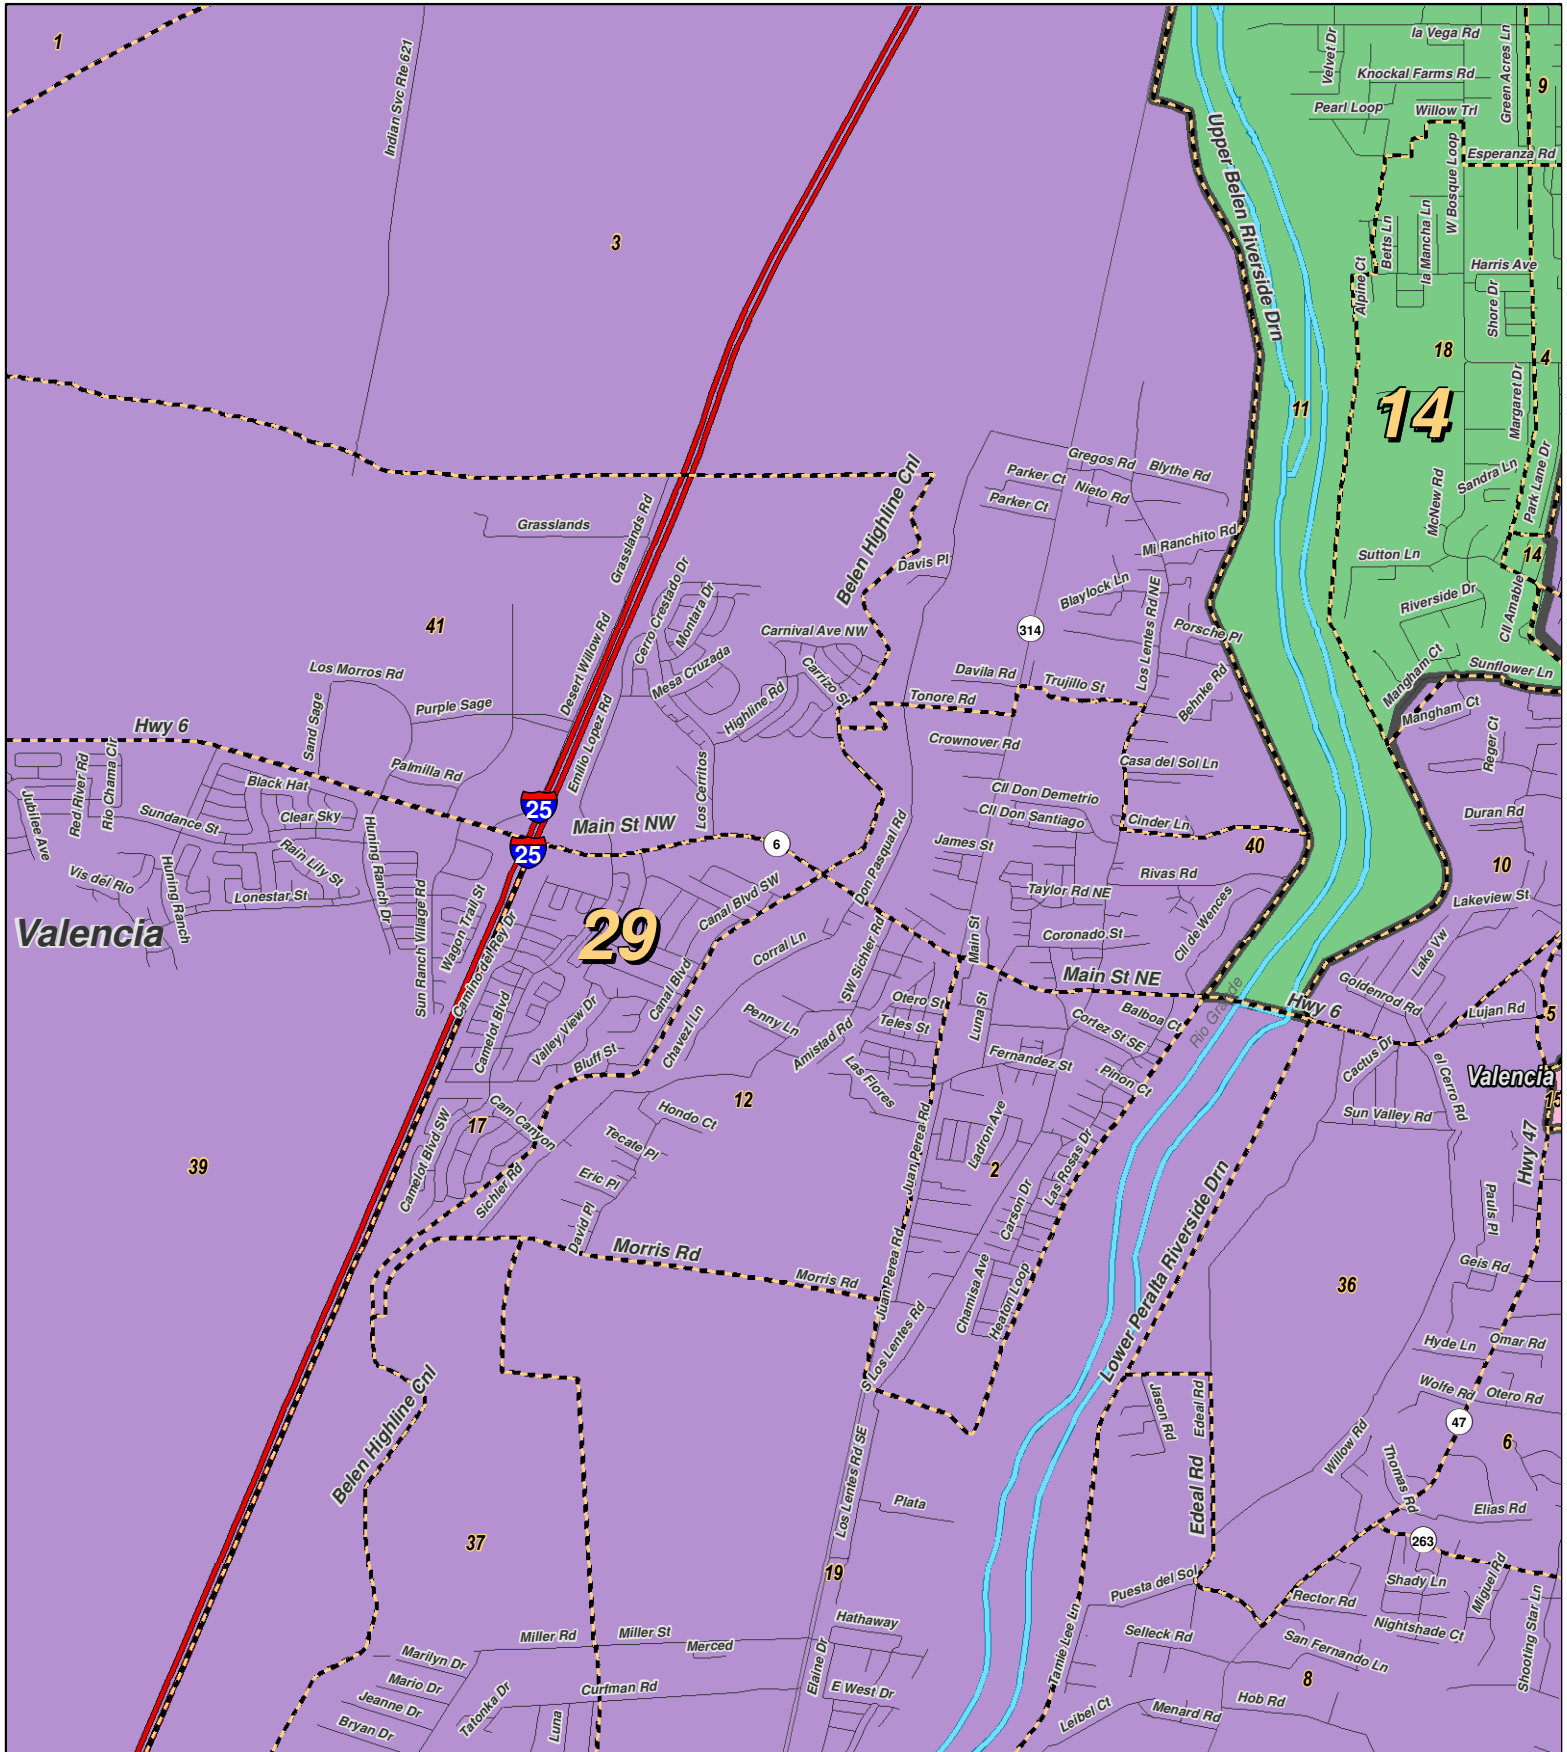 1
Indian Svc Rte 621
3
Velvet Dr
la Vega Rd
Green Acres Ln
Knockal Farms Rd
9
Pearl Loop
Willow Trl
Upper Belen Riverside Drn
W Bosque Loop
Esperanza Rd
Betts Ln
la Mancha Ln
Alpine Ct
Harris Ave
Shore Dr
18
4
11
14
Margaret Dr
Gregos Rd
Blythe Rd
Parker Ct
Nieto Rd
Parker Ct
Belen Highline Cnl
McNew Rd
Sandra Ln
Park Lane Dr
Grasslands
Grasslands Rd
Mi Ranchito Rd
Davis Pl
Sutton Ln
14
Cerro Crestado Dr
Montara Dr
Blaylock Ln
Los Lentes Rd NE
Riverside Dr
Cll Amable
41
Desert Willow Rd
Carnival Ave NW
314
Porsche Pl
Los Morros Rd
Mesa Cruzada
Carrizo St
Davila Rd
Trujillo St
Behnke Rd
Mangham Ct
Sunflower Ln
Purple Sage
Sand Sage
Emilio Lopez Rd
Highline Rd
Tonore Rd
Mangham Ct
Hwy 6
Crownover Rd
Reger Ct
Red River Rd
Rio Chama Cir
Palmilla Rd
Los Cerritos
Casa del Sol Ln
Jubilee Ave
Black Hat
25
Cll Don Demetrio
Sundance St
Clear Sky
Main St NW
Cll Don Santiago
Cinder Ln
Duran Rd
Huning Ranch Dr
25
6
Don Pasqual Rd
James St
40
Rain Lily St
10
Vis del Rio
Huming Ranch
Lonestar St
Canal Blvd SW
Taylor Rd NE
Rivas Rd
Lakeview St
Valencia
Sun Ranch Village Rd
Wagon Trail St
Camino del Rey Dr
29
Corral Ln
SW Sichler Rd
Main St
Coronado St
Cll de Wences
Lake Vw
Main St NE
Goldenrod Rd
Camelot Blvd
Valley View Dr
Canal Blvd
Otero St
Luna St
Balboa Ct
Rio Grande
Hwy 6
Lujan Rd
5
Chavez Ln
Penny Ln
Amistad Rd
Teles St
Cortez St SE
Bluff St
Fernandez St
Cactus Dr
el Cerro Rd
Valencia
Las Flores
Pinon Ct
15
Cam Canyon
12
Hondo Ct
Sun Valley Rd
17
Camelot Blvd SW
Tecate Pl
Juan Perea Rd
Ladron Ave
Las Rosas Dr
Hwy 47
39
Sichler Rd
Eric Pl
2
Lower Peralta Riverside Drn
Pauls Pl
David Pl
Carson Dr
Morris Rd
Morris Rd
Juan Perea Rd
Chamisa Ave
Heaton Loop
Geis Rd
36
S Los Lentes Rd
Hyde Ln
Omar Rd
Belen Highline Cnl
Jason Rd
Edeal Rd
Wolfe Rd
Otero Rd
47
Willow Rd
6
Los Lentes Rd SE
Thomas Rd
Plata
Edeal Rd
Elias Rd
37
263
19
Puesta del Sol
Shady Ln
Miguel Rd
Rector Rd
Shooting Star Ln
Hathaway
Tamie Lee Ln
Nightshade Ct
Miller Rd
Miller St
Merced
Selleck Rd
San Fernando Ln
Marilyn Dr
Elaine Dr
Mario Dr
8
Jeanne Dr
Tatonka Dr
Curfman Rd
E West Dr
Hob Rd
Leibel Ct
Menard Rd
Bryan Dr
Luna